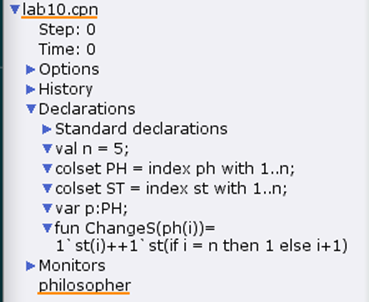 lab10.cpn
Step: 0
Time: 0
Options
History
Declarations
Standard declarations
val n = 5;
colset PH = index ph with 1..n;
colset ST = index st with 1..n;
var p:PH;
fun ChangeS(ph(i))=
1`st(i)++1`st(if i = n then 1 else i+1)
Monitors
philosopher